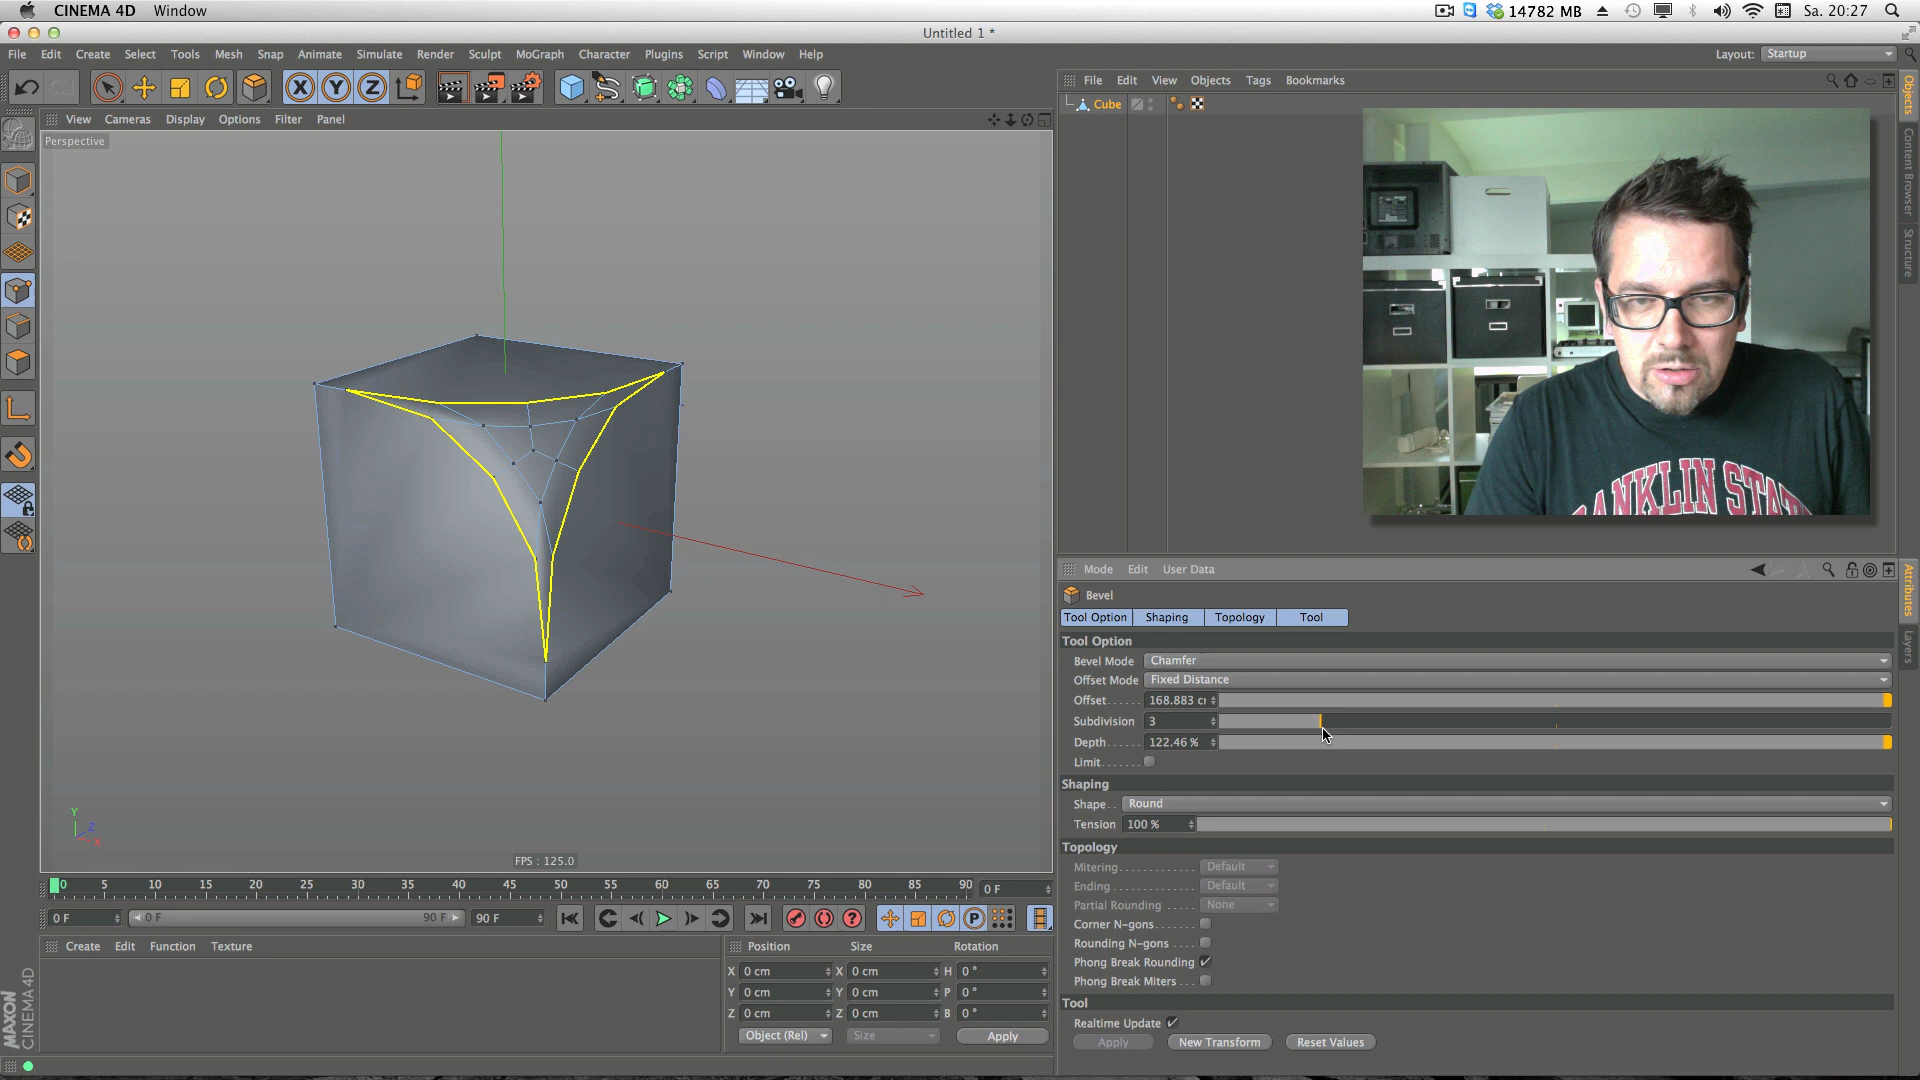 CINEMA 4D Window
14782 MB Sa. 20:27
Untitled 1 *
File Edit Create Select Tools Mesh Snap Animate Simulate Render Sculpt MoGraph Character Plugins Script Window Help
Layout: Startup
X Y Z
File Edit View Objects Tags Bookmarks
Cube
View Cameras Display Options Filter Panel
Perspective
Objects
Content Browser
Structure
ANKLIN STA
Y
Z
X
FPS : 125.0
Mode Edit User Data
Bevel
Tool Option Shaping Topology Tool
Tool Option
Bevel Mode Chamfer
Offset Mode Fixed Distance
Offset...... 168.883 c
Subdivision 3
Depth...... 122.46 %
Limit.......
Shaping
Shape.. Round
Tension 100 %
Topology
Mitering............ Default
Ending............. Default
Partial Rounding ..... None
Corner N-gons.......
Rounding N-gons ....
Phong Break Rounding
Phong Break Miters ...
Tool
Realtime Update
Apply New Transform Reset Values
Attributes
Layers
0 5 10 15 20 25 30 35 40 45 50 55 60 65 70 75 80 85 90 0 F
0 F 0 F 90 F 90 F
? P
Create Edit Function Texture
Position Size Rotation
X 0 cm X 0 cm H 0 °
Y 0 cm Y 0 cm P 0 °
Z 0 cm Z 0 cm B 0 °
Object (Rel) Size Apply
MAXON
CINEMA 4D